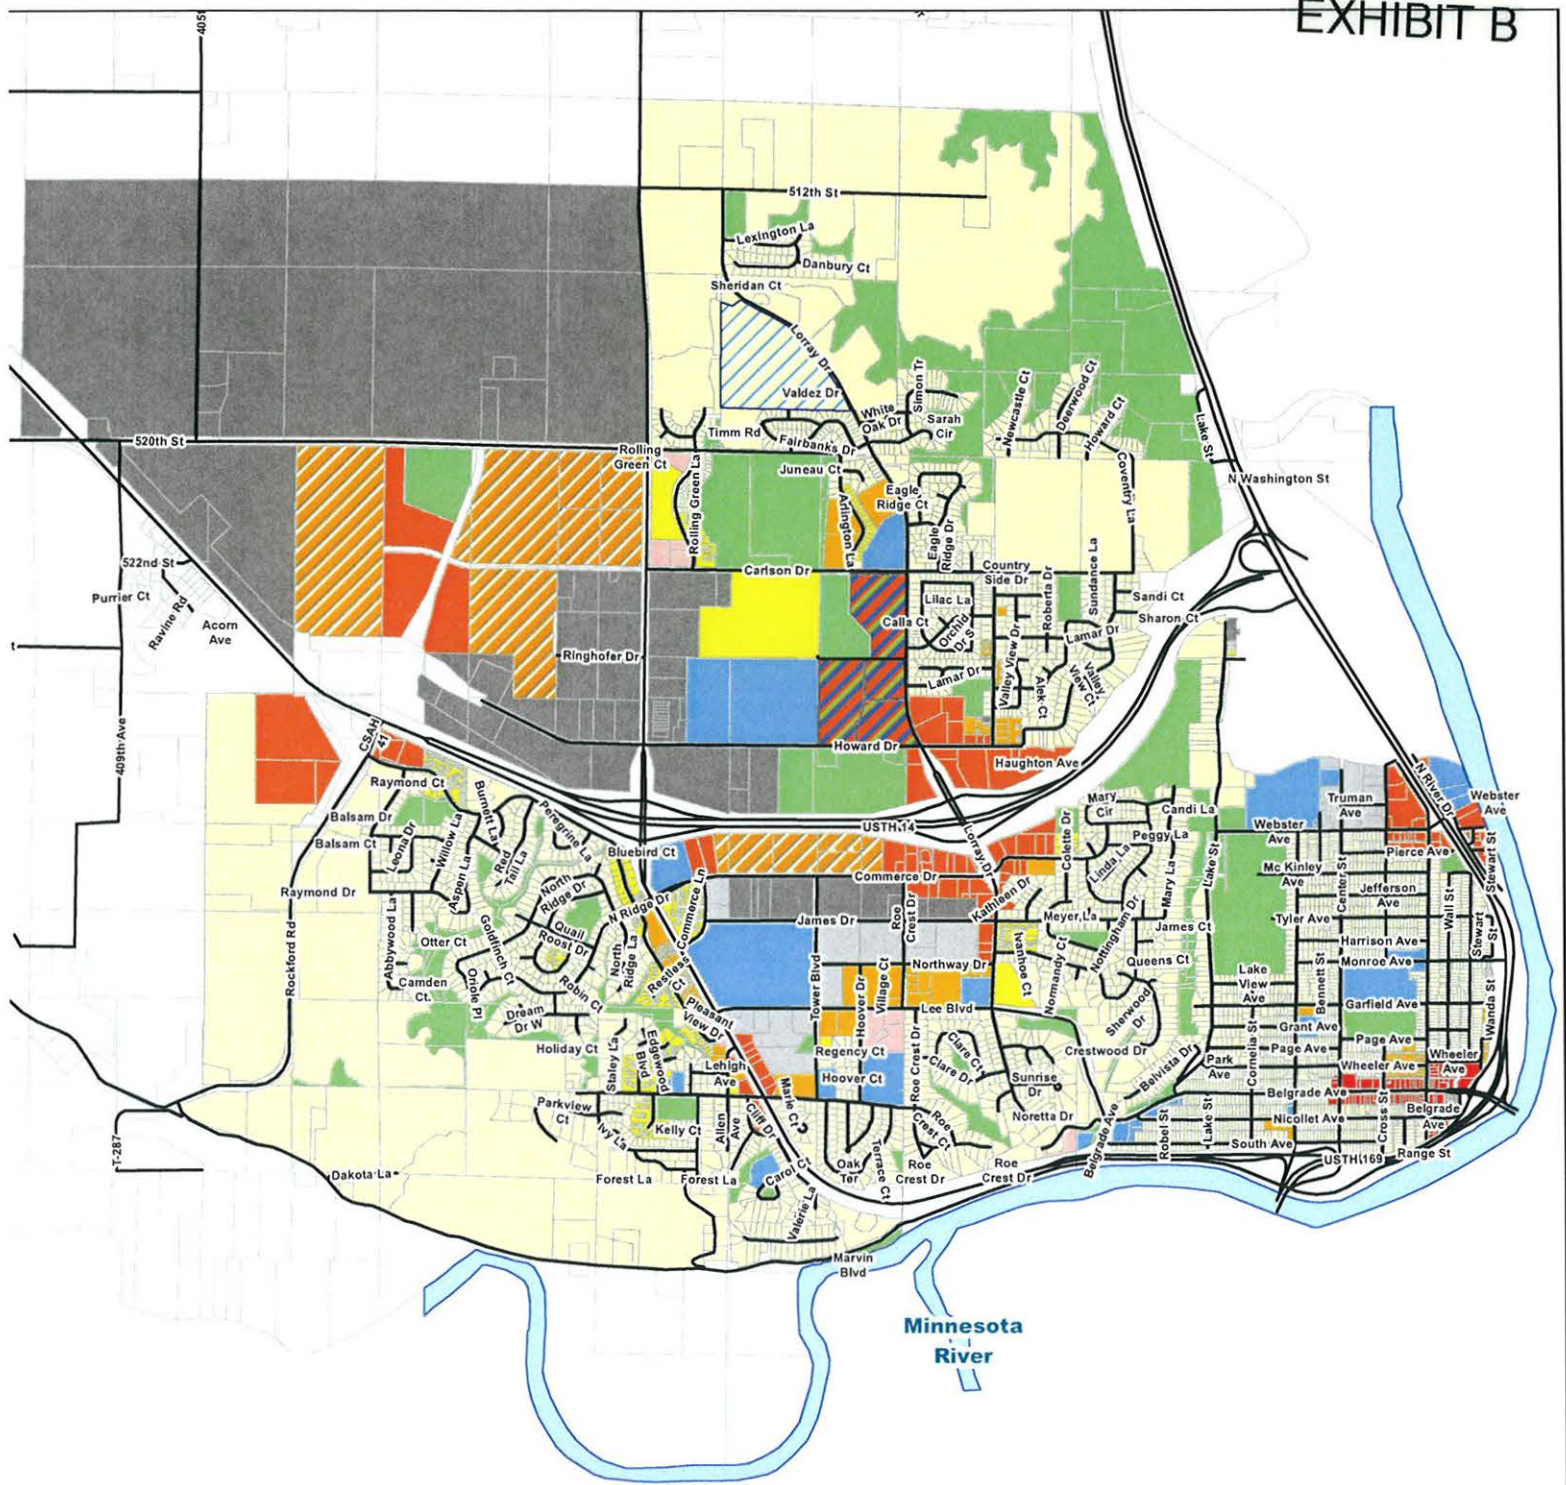 EXHIBIT B
405t
512th St
Lexington La
Danbury Ct
Sheridan Ct
Lorray Dr
Valdez Dr
Simon Tr
White
Oak Dr
Sarah
Cir
Newcastle Ct
Deerwood Ct
Howard Ct
Lake St
520th St
Rolling
Green Ct
Timm Rd
Fairbanks Dr
Juneau Ct
Rolling Green La
Arlington La
Eagle
Ridge Ct
Eagle
Ridge Dr
Coventry La
N Washington St
522nd St
Purrier Ct
Ravine Rd
Acorn
Ave
Carlson Dr
Country
Side Dr
Lilac La
Calla Ct
Orchid
Dr S
Roberta Dr
Sundance La
Sandi Ct
Sharon Ct
Lamar Dr
Ringhofer Dr
Lamar Dr
Valley View Dr
Alek Ct
Valley
View Ct
409th Ave
CSAH
41
Howard Dr
Haughton Ave
Raymond Ct
Balsam Dr
Balsam Ct
Leona Dr
Willow La
Burnett La
Peregrine La
Red
Tail La
Aspen La
Bluebird Ct
USTH 14
Lorray Dr
Colette Dr
Mary
Cir
Candi La
Peggy La
Linda La
Mary La
Lake St
Webster
Ave
Truman
Ave
N River Dr
Webster
Ave
Pierce Ave
Stewart St
Mc Kinley
Ave
Center St
Jefferson
Ave
Wall St
Stewart
St
Raymond Dr
Commerce Dr
Commerce Ln
Kathleen Dr
North
Ridge Dr
N Ridge Dr
Quail
Roost Dr
North
Ridge La
Goldfinch Ct
Abbywood La
Otter Ct
Camden
Ct.
Oriole Pl
Robin Ct
Dream
Dr W
Rockford Rd
James Dr
Roe
Crest Dr
Meyer La
Nottingham Dr
James Ct
Tyler Ave
Harrison Ave
Monroe Ave
Restless
Ct
Pleasant
View Dr
Tower Blvd
Hoover Dr
Village Ct
Northway Dr
Ivanhoe Ct
Normandy Ct
Queens Ct
Sherwood
Dr
Lake
View
Ave
Bennett St
Garfield Ave
Wanda St
Lee Blvd
Grant Ave
Page Ave
Page Ave
Cornelia St
Holiday Ct
Staley La
Edgewood
Blvd
Lehigh
Ave
Regency Ct
Hoover Ct
Roe Crest Dr
Clare Ct
Clare Dr
Crestwood Dr
Sunrise
Dr
Belvista Dr
Park
Ave
Wheeler Ave
Wheeler
Ave
Belgrade Ave
Belgrade
Ave
Noretta Dr
Parkview
Ct
Ivy La
Kelly Ct
Allen
Ave
Cliff Dr
Marie Ct
Roe
Crest Ct
Belgrade Ave
Robel St
Lake St
Nicollet Ave
South Ave
Cross St
USTH 169
Range St
T-287
Dakota La
Forest La
Forest La
Carol Ct
Valerie La
Oak
Ter
Terrace Ct
Roe
Crest Dr
Roe
Crest Dr
Marvin
Blvd
Minnesota
River